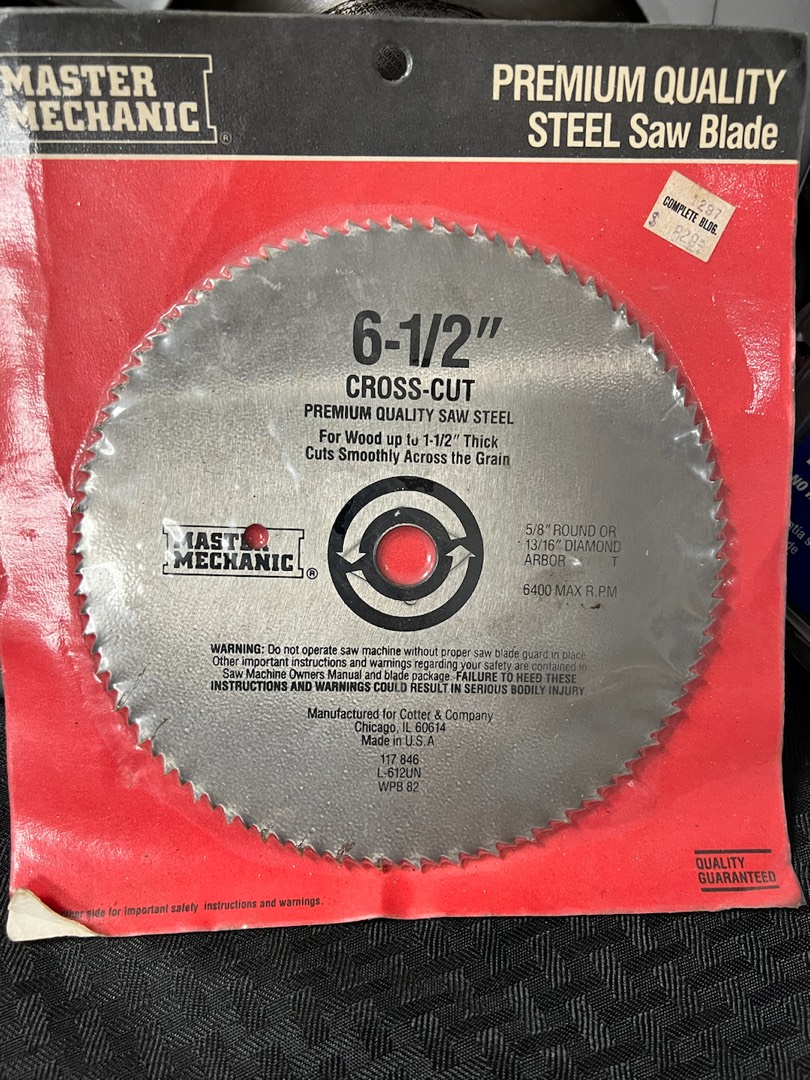 MASTER
MECHANIC ®
PREMIUM QUALITY
STEEL Saw Blade
297
COMPLETE BLDG.
$
6-1/2"
CROSS-CUT
PREMIUM QUALITY SAW STEEL
For Wood up to 1-1/2" Thick
Cuts Smoothly Across the Grain
MASTER
MECHANIC ®
5/8" ROUND OR
13/16" DIAMOND
ARBOR T
6400 MAX R.P.M
WARNING: Do not operate saw machine without proper saw blade guard in place
Other important instructions and warnings regarding your safety are contained in
Saw Machine Owners Manual and blade package. FAILURE TO HEED THESE
INSTRUCTIONS AND WARNINGS COULD RESULT IN SERIOUS BODILY INJURY
Manufactured for Cotter & Company
Chicago, IL 60614
Made in U.S.A
117 846
L-612UN
WPB 82
QUALITY
GUARANTEED
side for important safety instructions and warnings.
NO